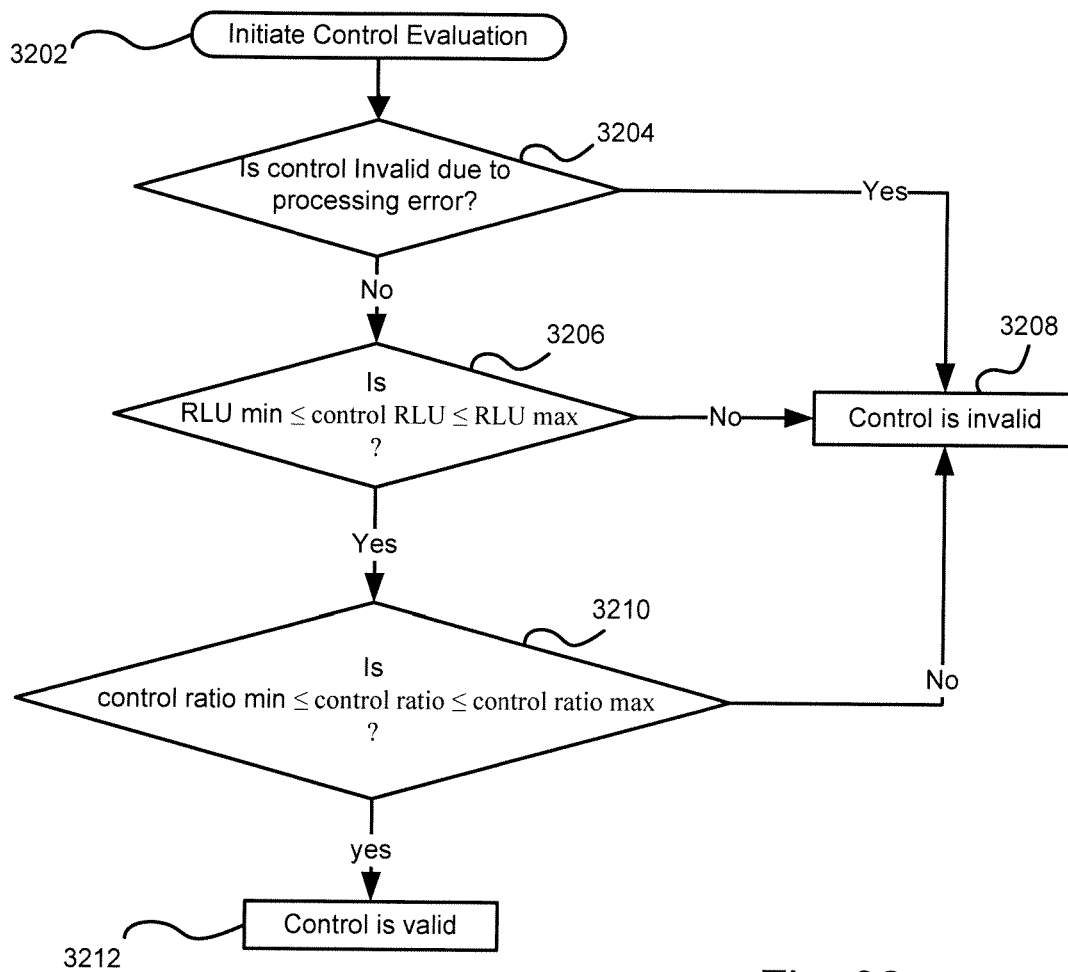 Initiate Control Evaluation
3202
3204
Is control Invalid due to
processing error?
Yes
No
3206
3208
Is
RLU min ≤ control RLU ≤ RLU max
?
No
Control is invalid
Yes
3210
Is
control ratio min ≤ control ratio ≤ control ratio max
?
No
yes
Control is valid
3212